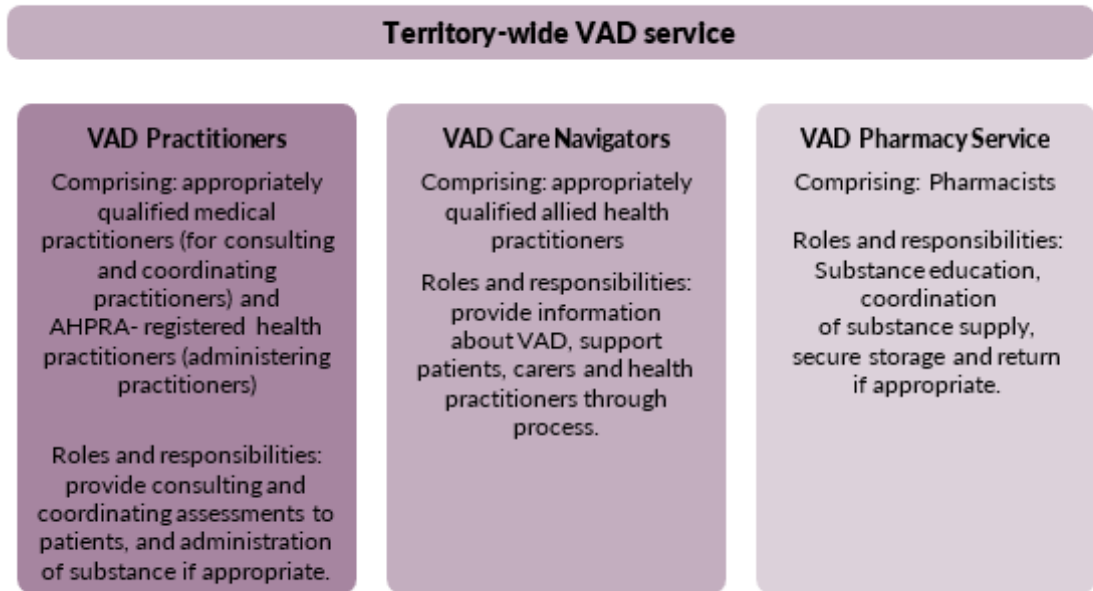 Territory-wide VAD service
VAD Practitioners
Comprising: appropriately
qualified medical
practitioners (for consulting
and coordinating
practitioners) and
AHPRA- registered health
practitioners (administering
practitioners)
Roles and responsibilities:
provide consulting and
coordinating assessments to
patients, and administration
of substance if appropriate.
VAD Care Navigators
Comprising: appropriately
qualified allied health
practitioners
Roles and responsibilities:
provide information
about VAD, support
patients, carers and health
practitioners through
process.
VAD Pharmacy Service
Comprising: Pharmacists
Roles and responsibilities:
Substance education,
coordination
of substance supply,
secure storage and return
if appropriate.